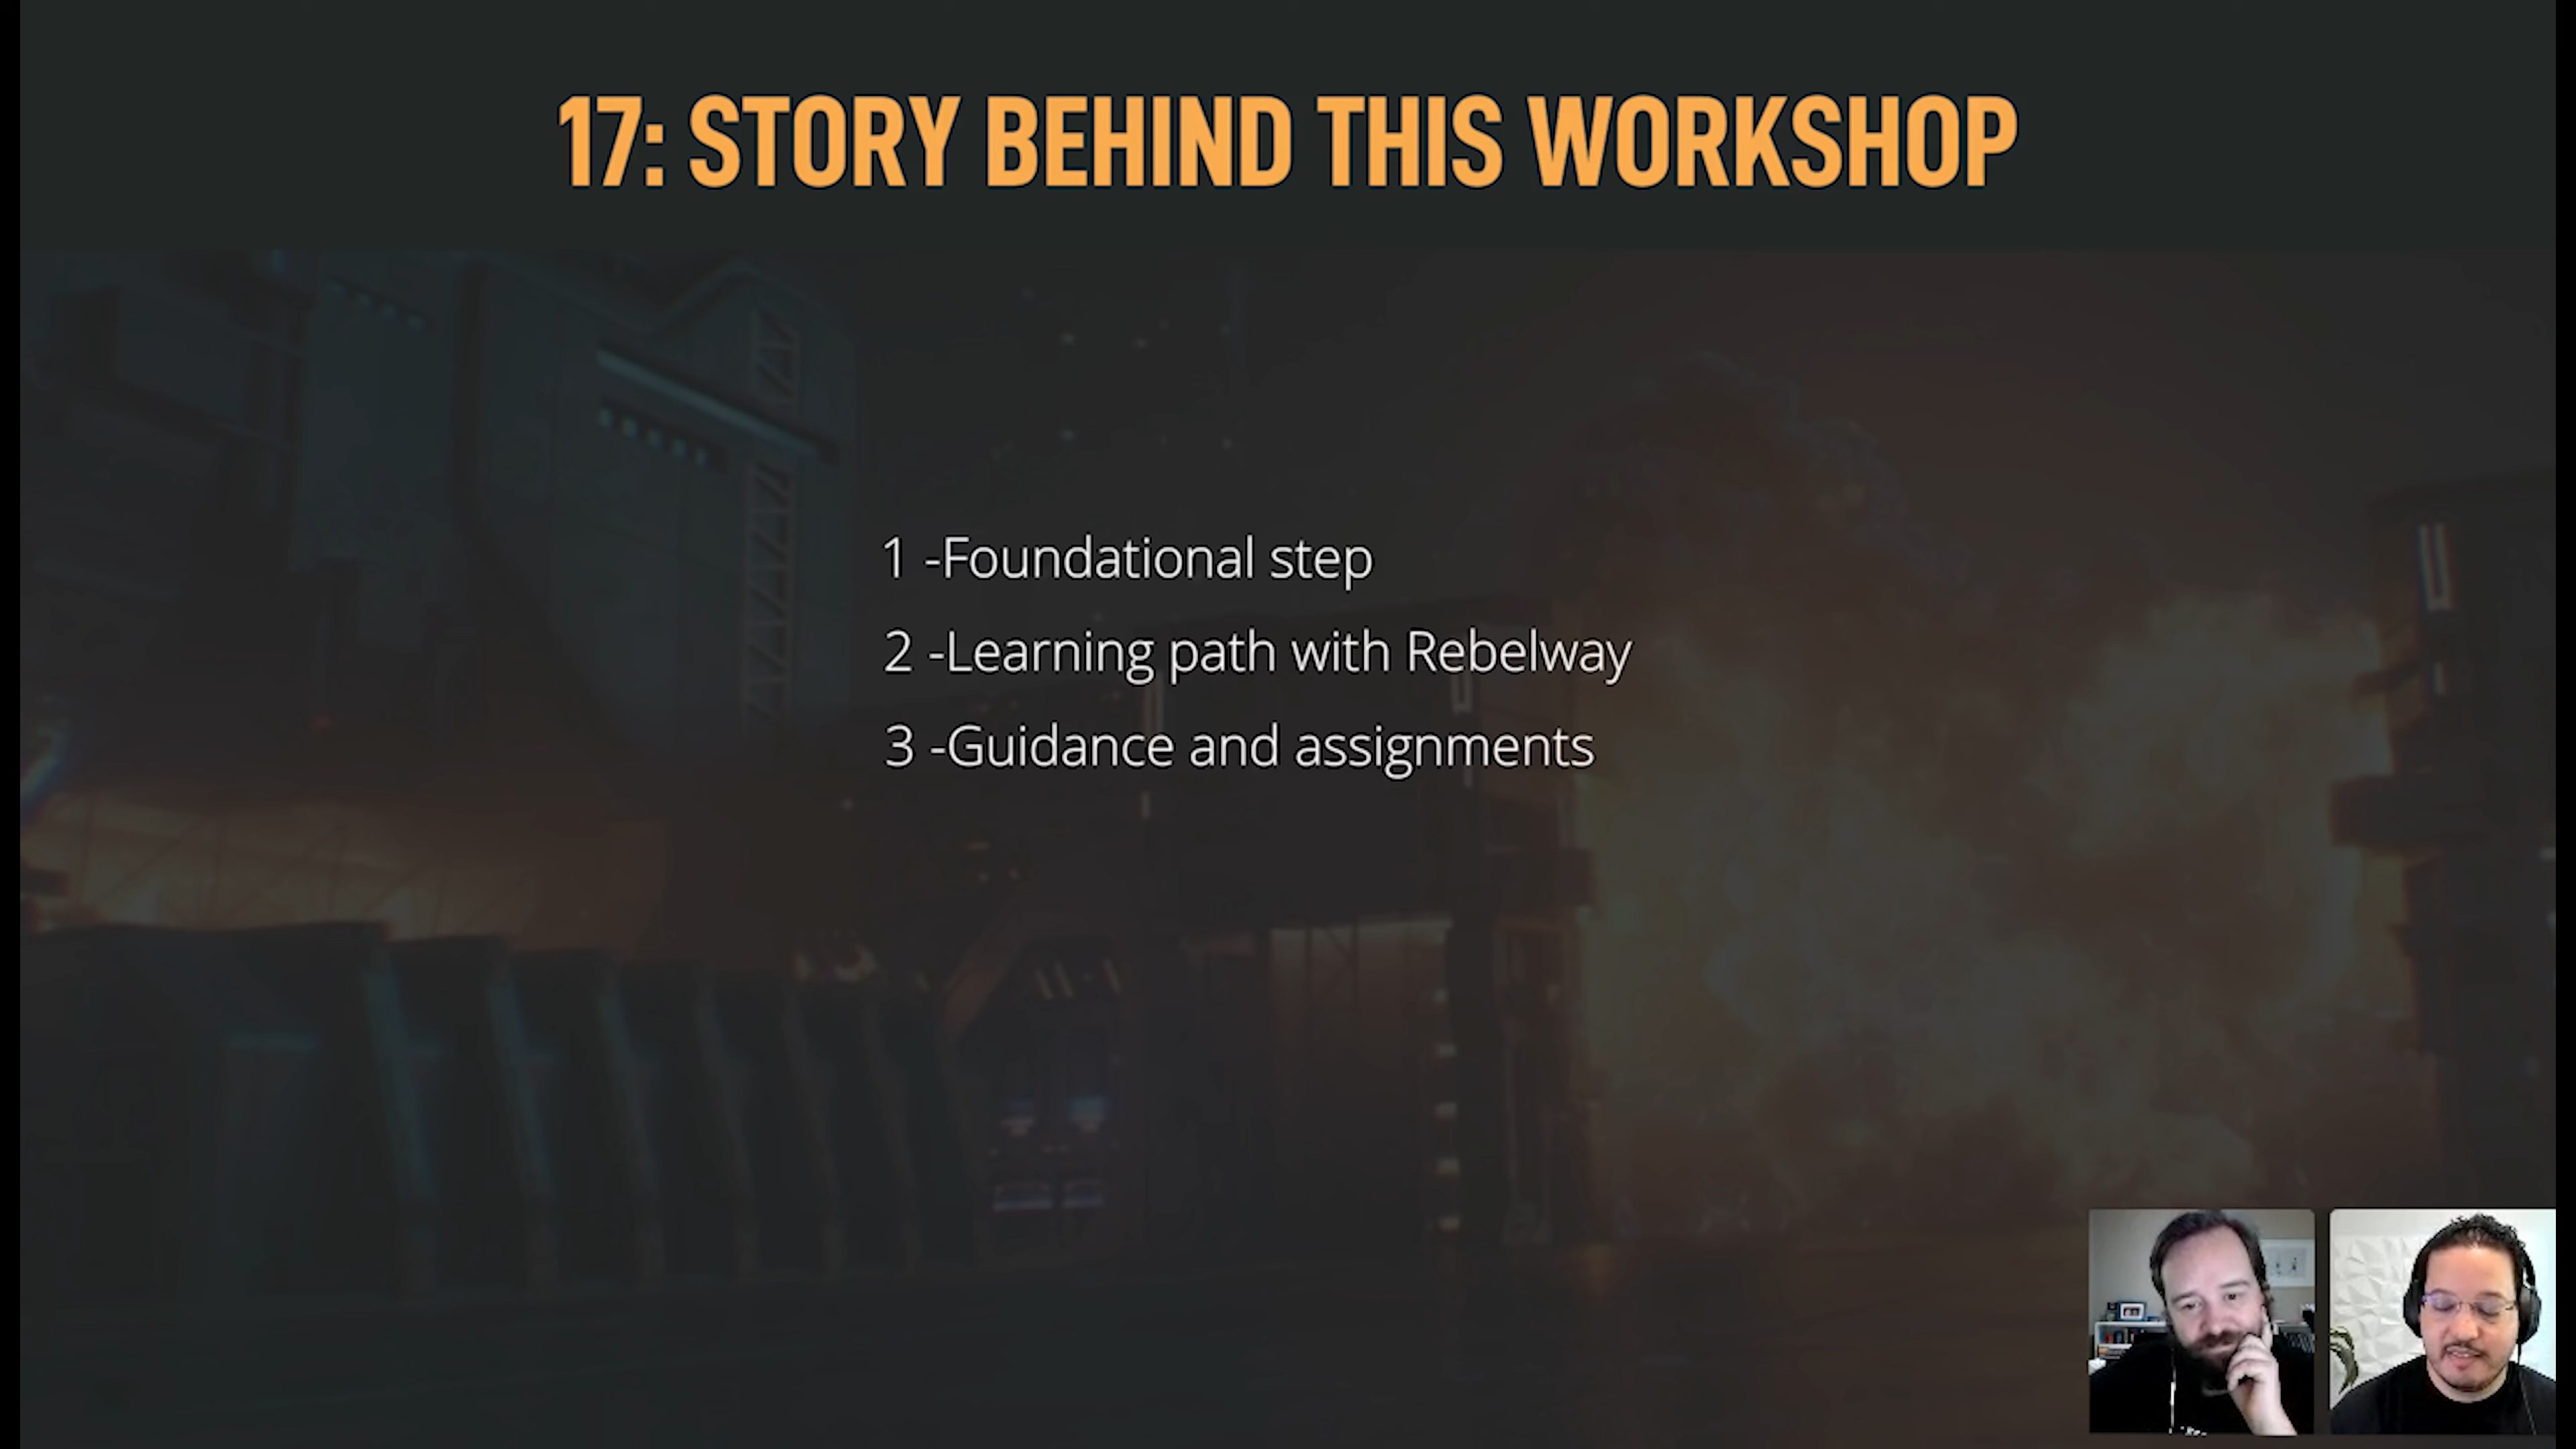 17: STORY BEHIND THIS WORKSHOP
1 -Foundational step
2 -Learning path with Rebelway
3 -Guidance and assignments